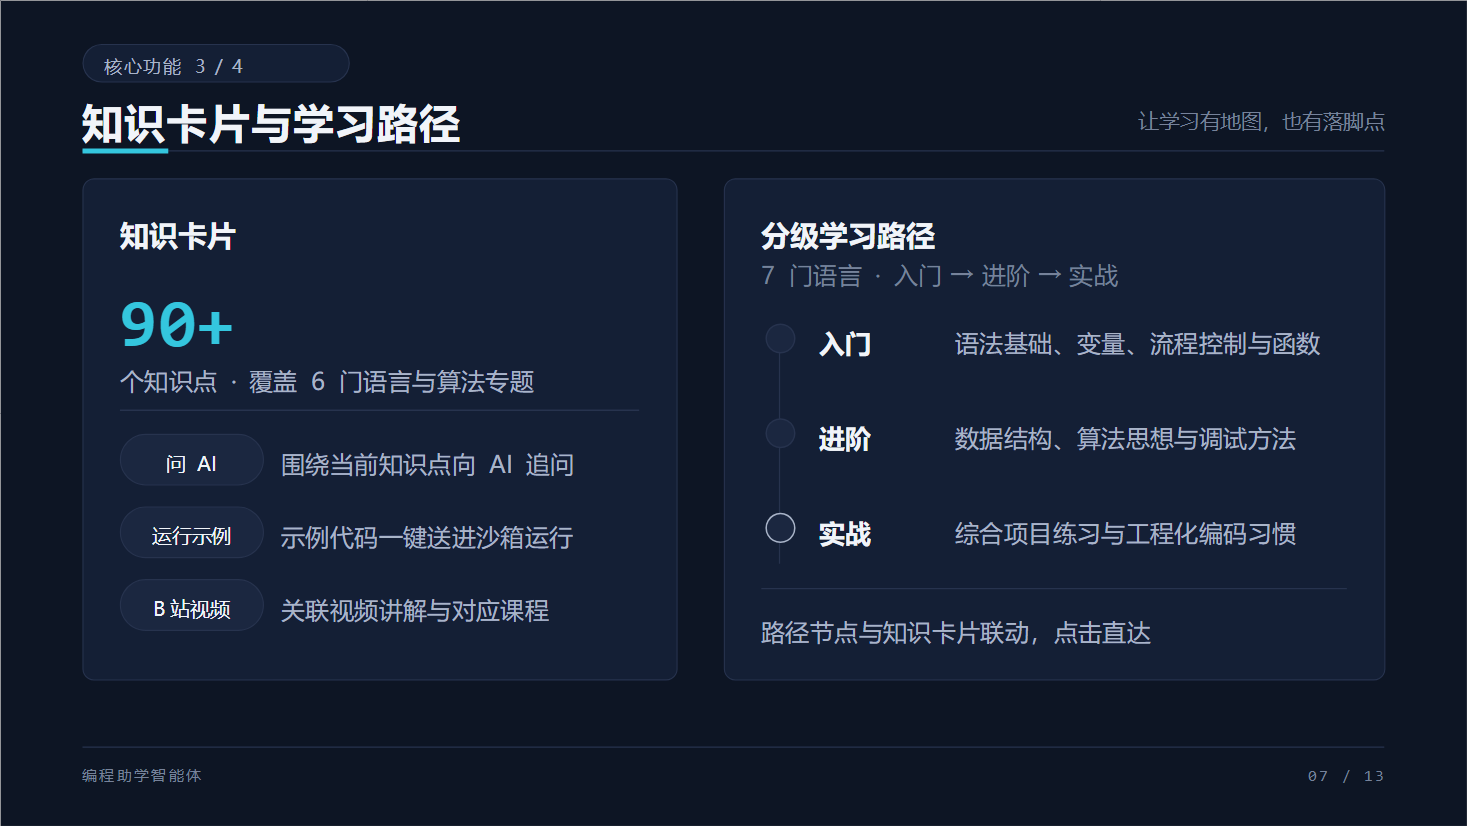 核心功能 3 / 4
知识卡片与学习路径
让学习有地图，也有落脚点
知识卡片
90+
个知识点 · 覆盖 6 门语言与算法专题
问 AI 围绕当前知识点向 AI 追问
运行示例 示例代码一键送进沙箱运行
B 站视频 关联视频讲解与对应课程
分级学习路径
7 门语言 · 入门 → 进阶 → 实战
入门 语法基础、变量、流程控制与函数
进阶 数据结构、算法思想与调试方法
实战 综合项目练习与工程化编码习惯
路径节点与知识卡片联动，点击直达
编程助学智能体
07 / 13